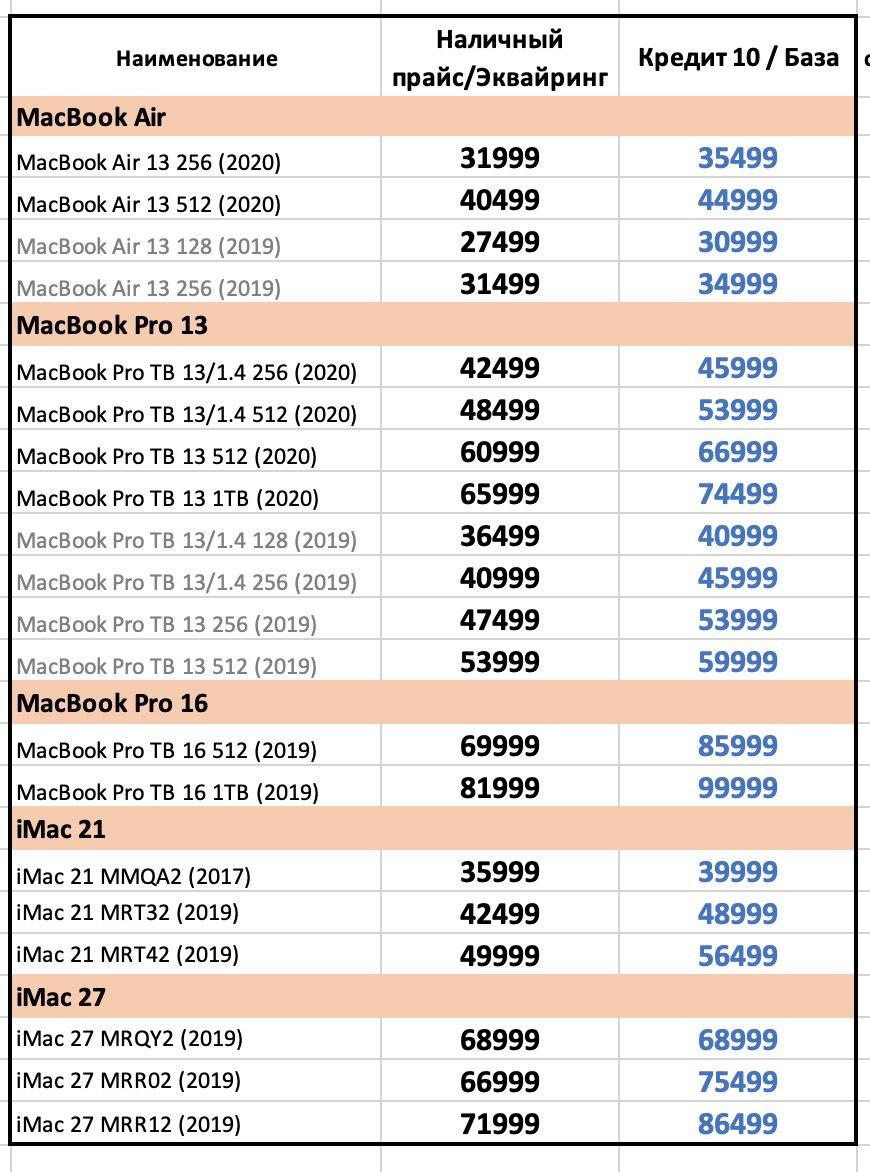 Наименование Наличный прайс/Эквайринг Кредит 10 / База
MacBook Air
MacBook Air 13 256 (2020) 31999 35499
MacBook Air 13 512 (2020) 40499 44999
MacBook Air 13 128 (2019) 27499 30999
MacBook Air 13 256 (2019) 31499 34999
MacBook Pro 13
MacBook Pro TB 13/1.4 256 (2020) 42499 45999
MacBook Pro TB 13/1.4 512 (2020) 48499 53999
MacBook Pro TB 13 512 (2020) 60999 66999
MacBook Pro TB 13 1TB (2020) 65999 74499
MacBook Pro TB 13/1.4 128 (2019) 36499 40999
MacBook Pro TB 13/1.4 256 (2019) 40999 45999
MacBook Pro TB 13 256 (2019) 47499 53999
MacBook Pro TB 13 512 (2019) 53999 59999
MacBook Pro 16
MacBook Pro TB 16 512 (2019) 69999 85999
MacBook Pro TB 16 1TB (2019) 81999 99999
iMac 21
iMac 21 MMQA2 (2017) 35999 39999
iMac 21 MRT32 (2019) 42499 48999
iMac 21 MRT42 (2019) 49999 56499
iMac 27
iMac 27 MRQY2 (2019) 68999 68999
iMac 27 MRR02 (2019) 66999 75499
iMac 27 MRR12 (2019) 71999 86499